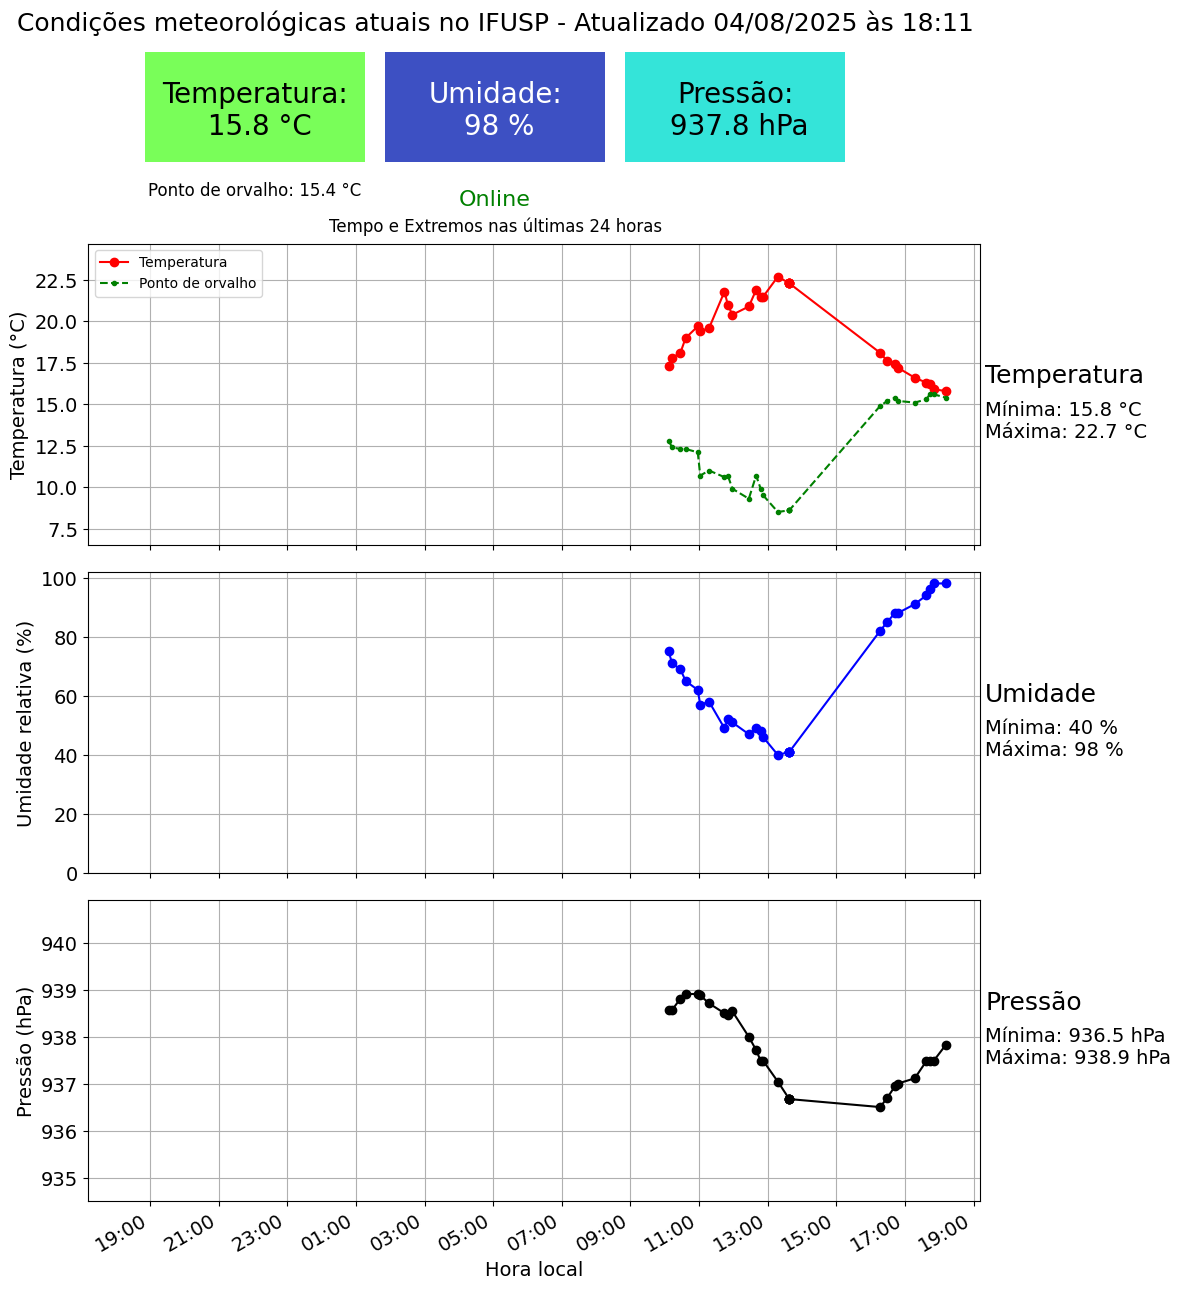 Condições meteorológicas atuais no IFUSP - Atualizado 04/08/2025 às 18:11
Temperatura:
15.8 °C
Umidade:
98 %
Pressão:
937.8 hPa
Ponto de orvalho: 15.4 °C
Online
Tempo e Extremos nas últimas 24 horas
Temperatura
Ponto de orvalho
Temperatura (°C)
22.5
20.0
17.5
15.0
12.5
10.0
7.5
Temperatura
Mínima: 15.8 °C
Máxima: 22.7 °C
Umidade relativa (%)
100
80
60
40
20
0
Umidade
Mínima: 40 %
Máxima: 98 %
Pressão (hPa)
940
939
938
937
936
935
Pressão
Mínima: 936.5 hPa
Máxima: 938.9 hPa
19:00 21:00 23:00 01:00 03:00 05:00 07:00 09:00 11:00 13:00 15:00 17:00 19:00
Hora local